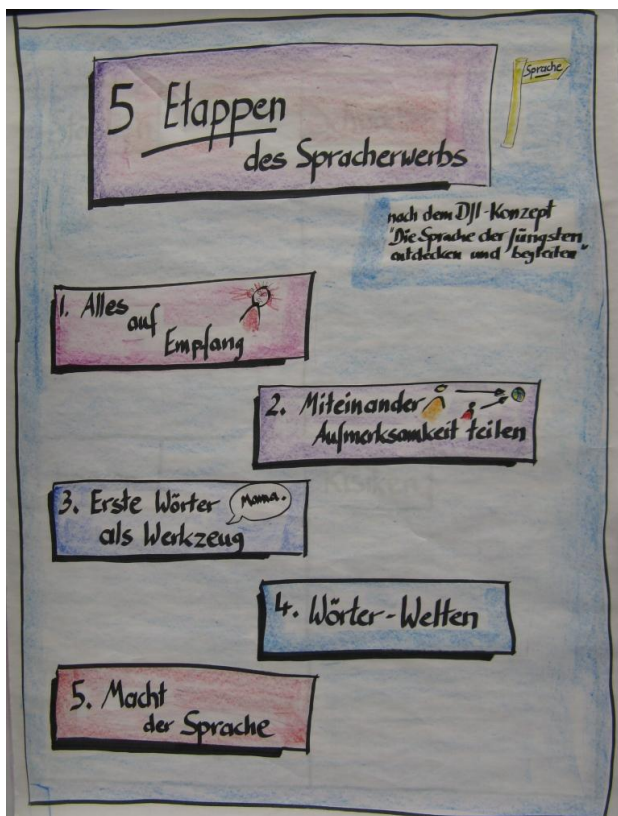 5 Etappen
des Spracherwerbs
Sprache
nach dem DJI-Konzept
"Die Sprache der Jüngsten
entdecken und begleiten"
1. Alles
auf
Empfang
2. Miteinander
Aufmerksamkeit teilen
3. Erste Wörter
als Werkzeug
Mama.
4. Wörter-Welten
5. Macht
der Sprache